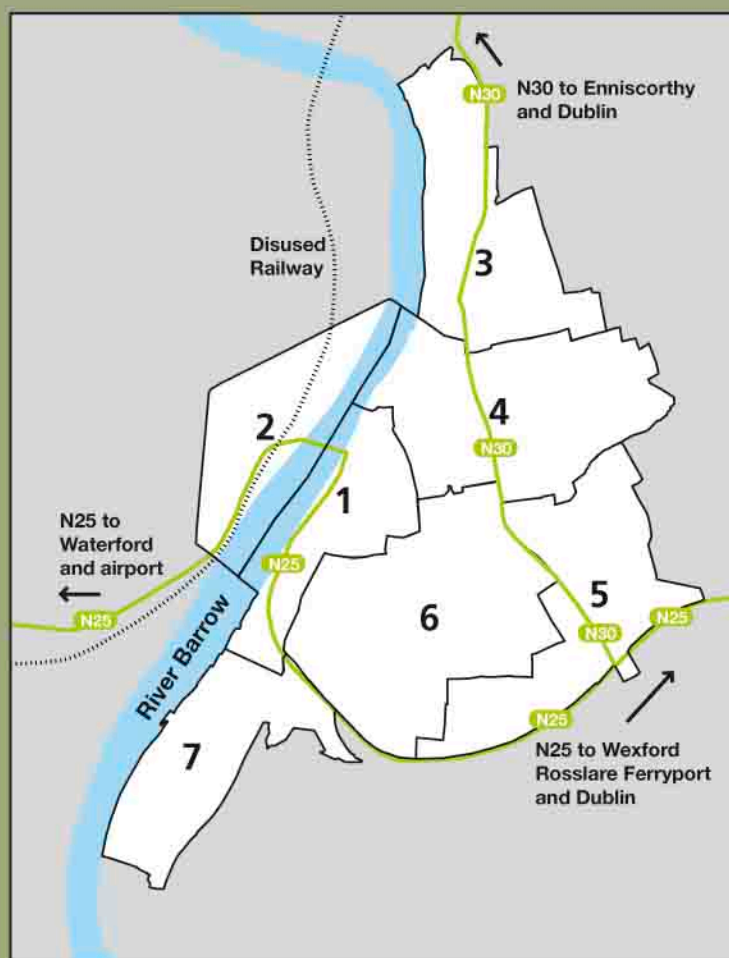 N30
N30 to Enniscorthy
and Dublin
Disused
Railway
3
4
2
N30
1
N25 to
Waterford
and airport
N25
N25
River Barrow
6
5
N30
N25
N25
7
N25 to Wexford
Rosslare Ferryport
and Dublin